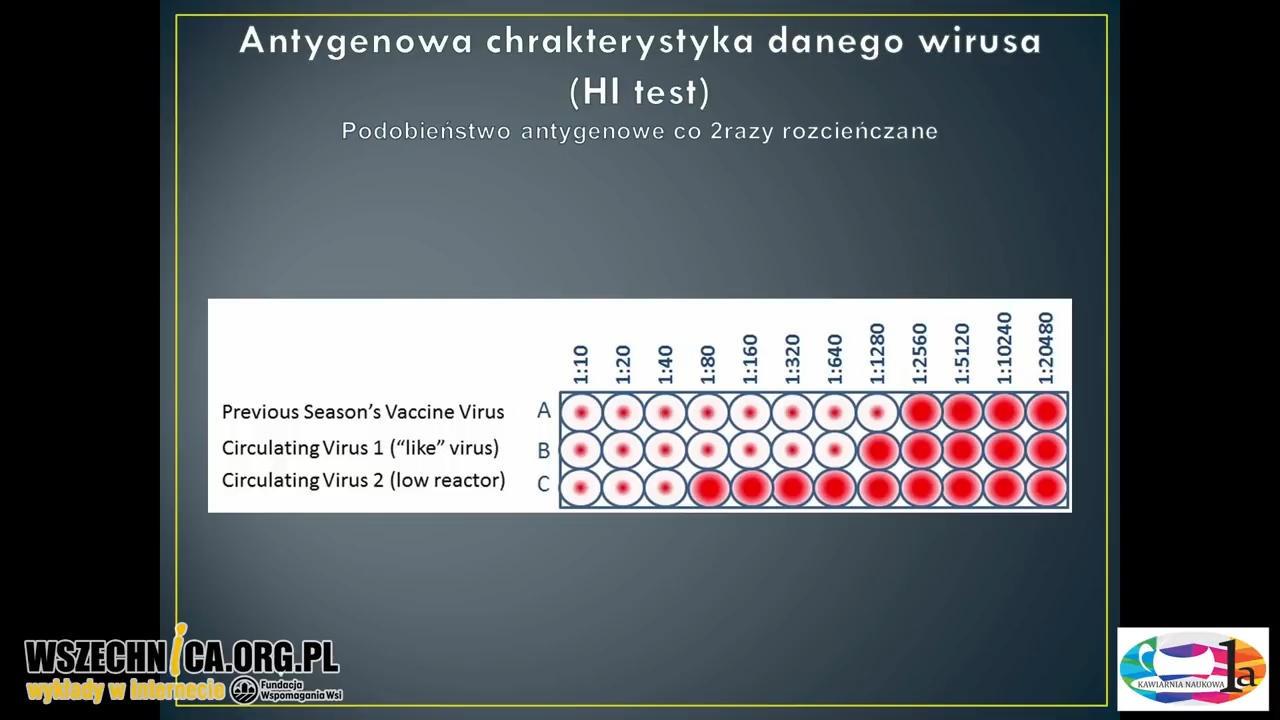 Antygenowa chrakterystyka danego wirusa
(HI test)
Podobieństwo antygenowe co 2razy rozcieńczane
1:10 1:20 1:40 1:80 1:160 1:320 1:640 1:1280 1:2560 1:5120 1:10240 1:20480
Previous Season's Vaccine Virus A
Circulating Virus 1 (“like” virus) B
Circulating Virus 2 (low reactor) C
WSZECHNICA.ORG.PL
wykłady w internecie
Fundacja
Wspomagania Wsi
KAWIARNIA NAUKOWA 1a